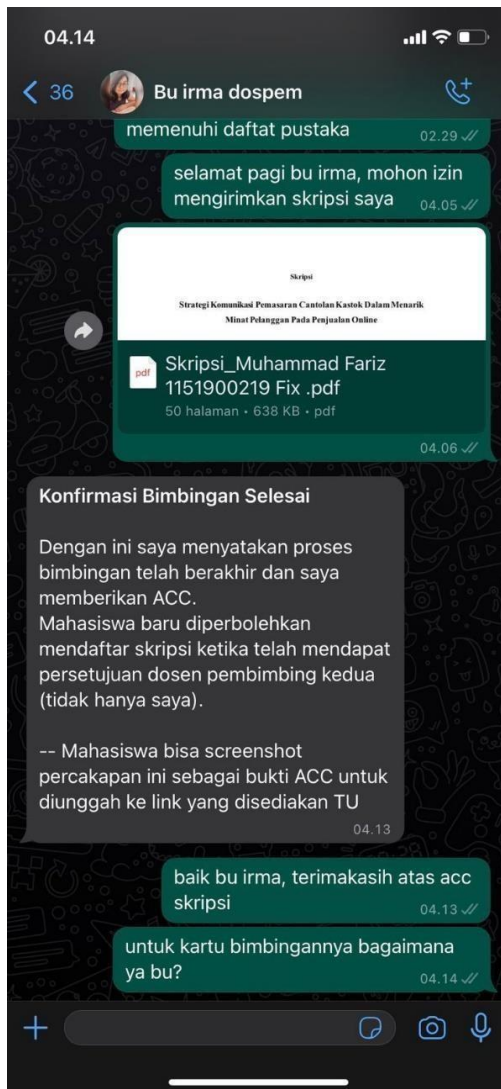 04.14
36
Bu irma dospem
memenuhi daftat pustaka
02.29
selamat pagi bu irma, mohon izin
mengirimkan skripsi saya
04.05
Skripsi
Strategi Komunikasi Pemasaran Cantolan Kastok Dalam Menarik
Minat Pelanggan Pada Penjualan Online
pdf
Skripsi_Muhammad Fariz
1151900219 Fix .pdf
50 halaman • 638 KB • pdf
04.06
Konfirmasi Bimbingan Selesai
Dengan ini saya menyatakan proses
bimbingan telah berakhir dan saya
memberikan ACC.
Mahasiswa baru diperbolehkan
mendaftar skripsi ketika telah mendapat
persetujuan dosen pembimbing kedua
(tidak hanya saya).
-- Mahasiswa bisa screenshot
percakapan ini sebagai bukti ACC untuk
diunggah ke link yang disediakan TU
04.13
baik bu irma, terimakasih atas acc
skripsi
04.13
untuk kartu bimbingannya bagaimana
ya bu?
04.14